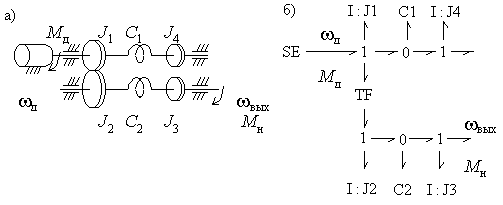 а)
Mп J1 C1 J4
ωп ωвых
J2 C2 J3 Mн
б)
I : J1 C1 I : J4
ωп
SE 1 0 1
Mп
TF
1 0 1 ωвых
Mн
I : J2 C2 I : J3